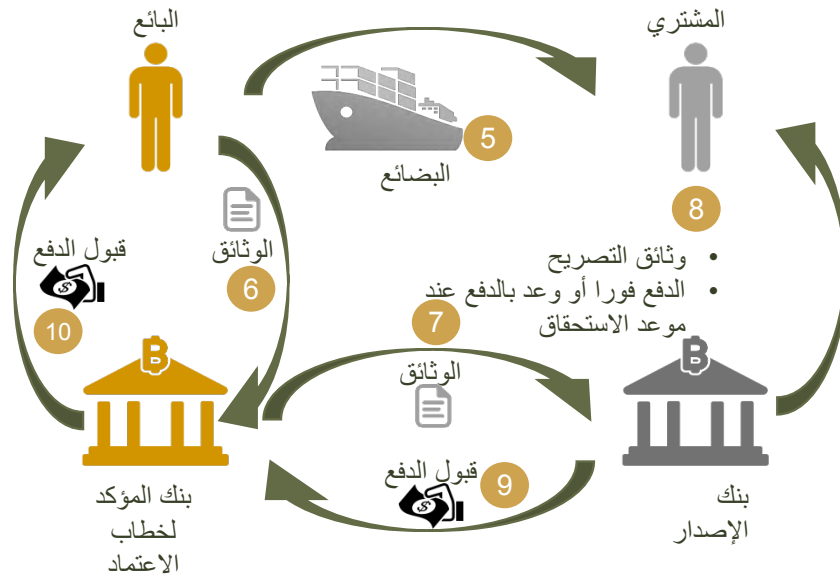 المشتري
البائع
5
البضائع
8
وثائق التصريح
الدفع فورا أو وعد بالدفع عند
موعد الاستحقاق
الوثائق
6
قبول الدفع
$
10
7
الوثائق
B
B
قبول الدفع
9
$
بنك المؤكد
لخطاب
الاعتماد
بنك
الإصدار